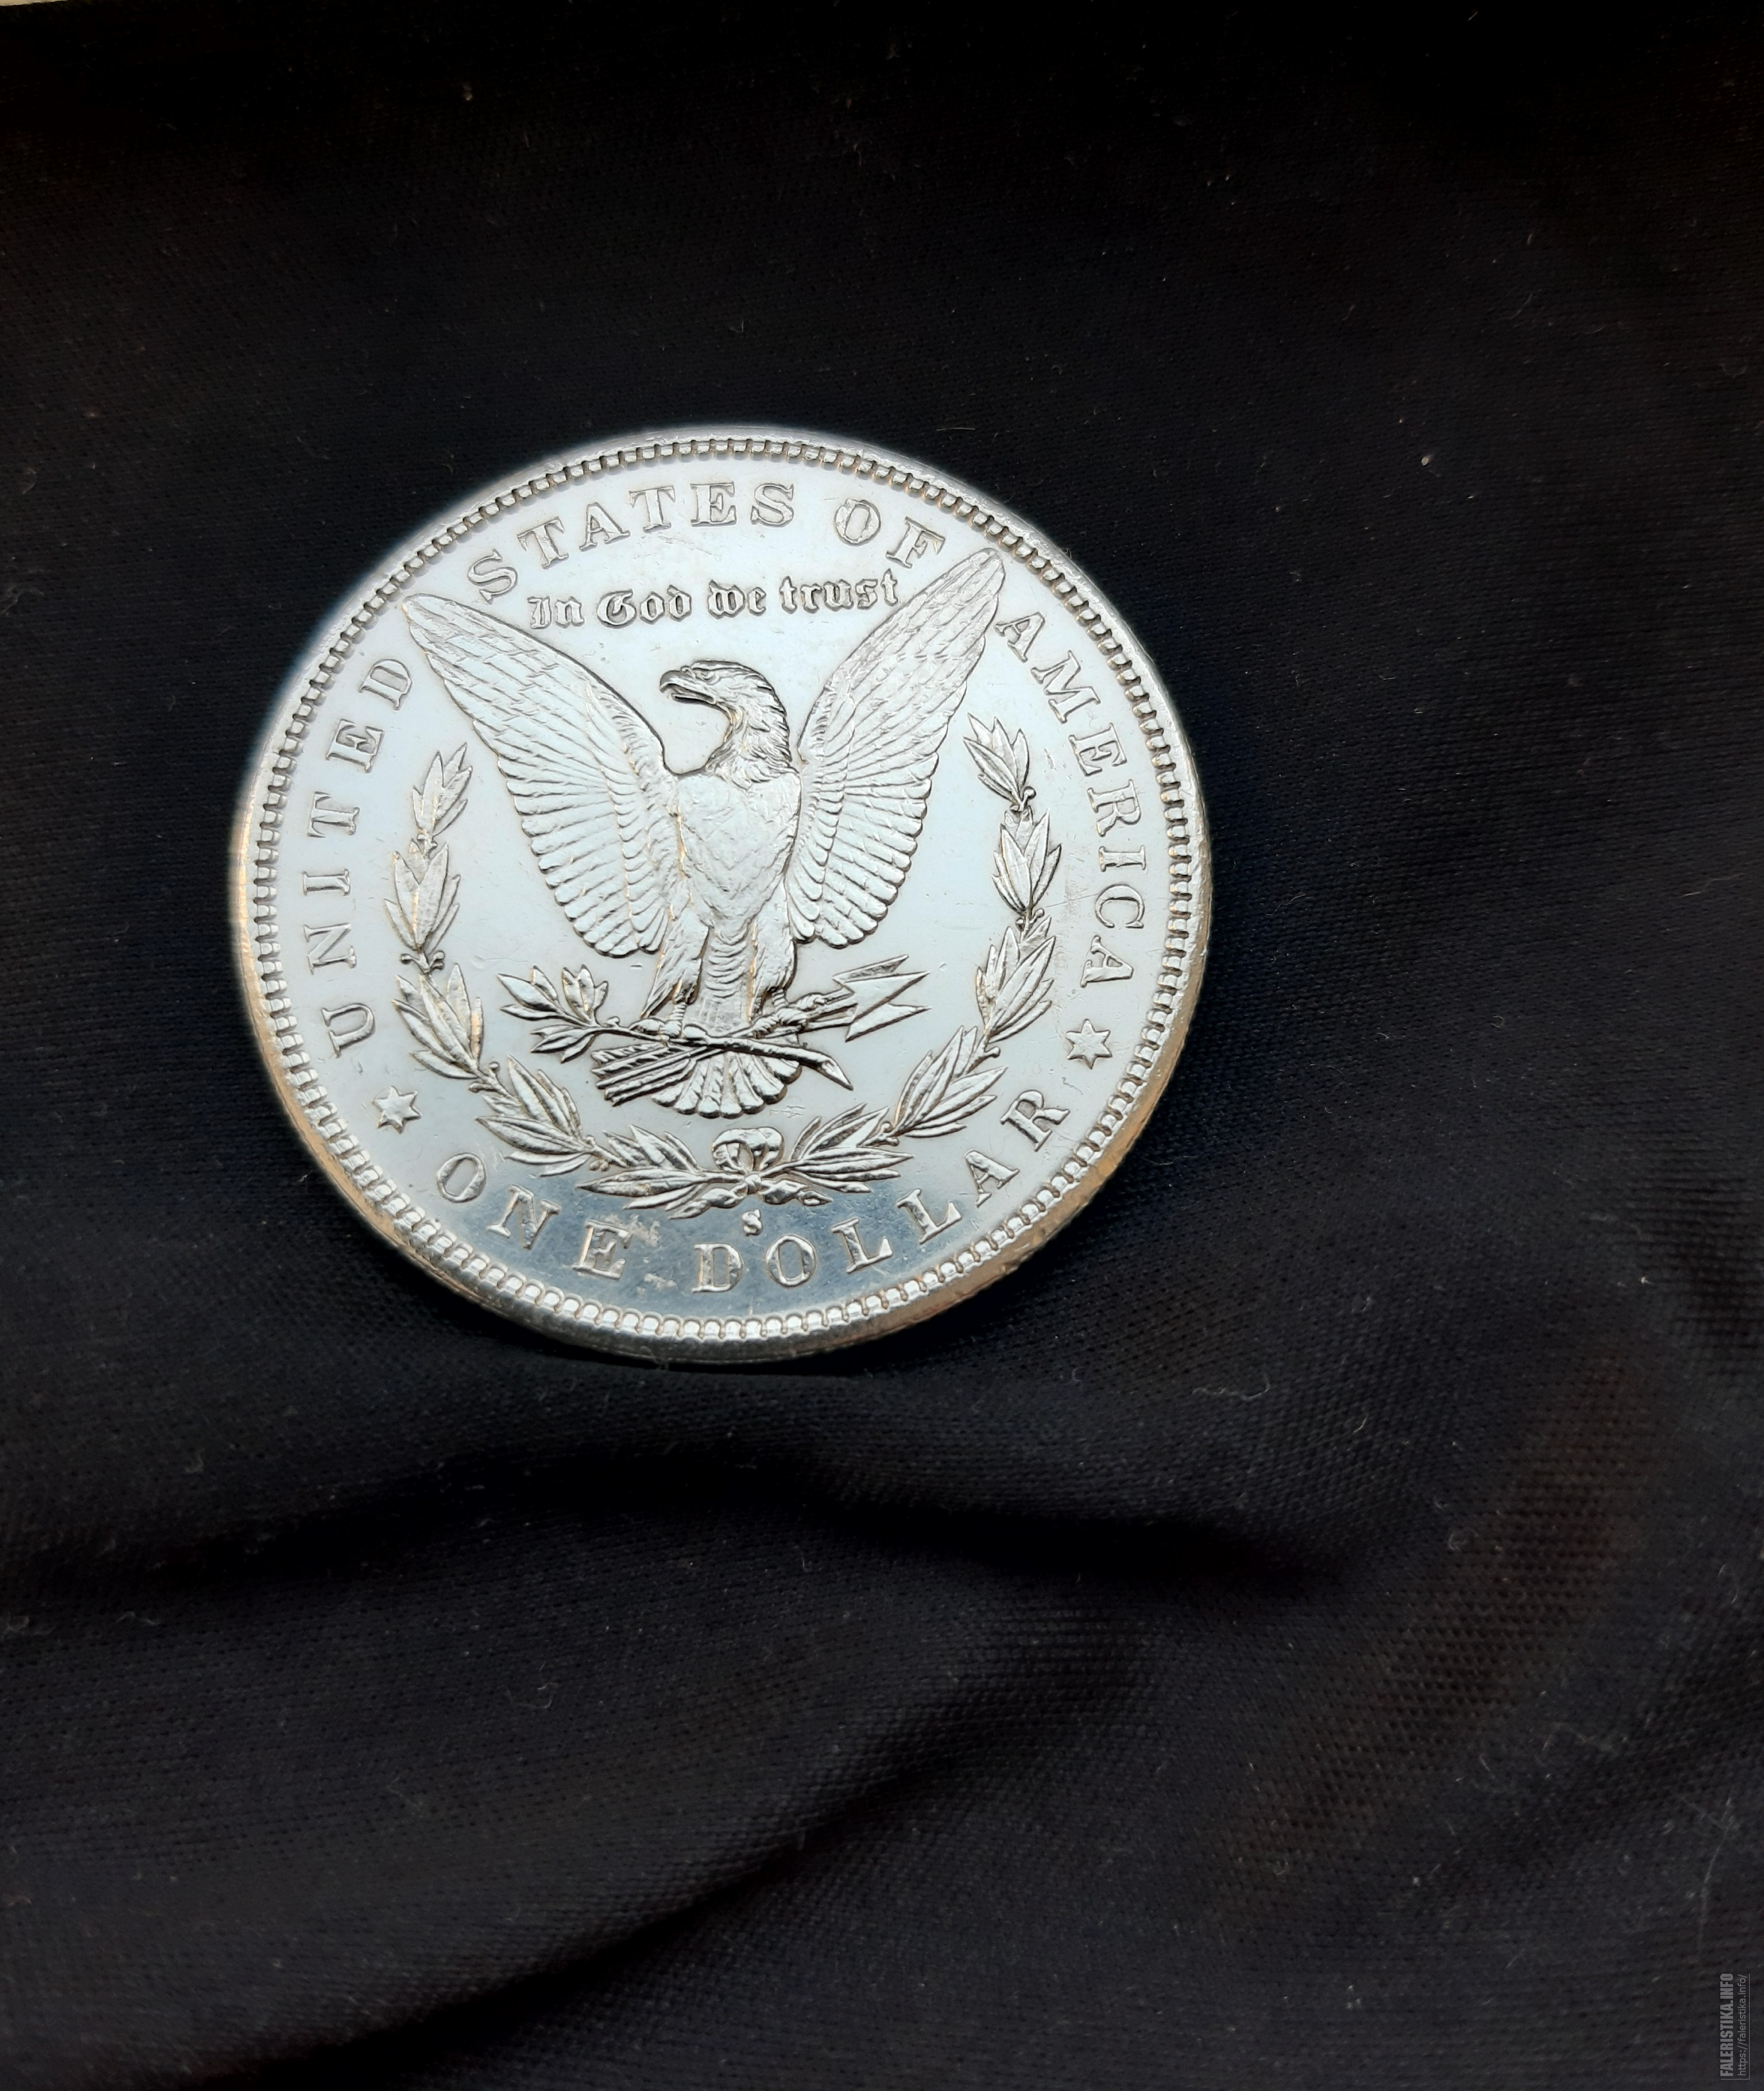 UNITED STATES OF AMERICA
In God we trust
S
ONE DOLLAR
FALERISTIKA.INFO
https://faleristika.info/